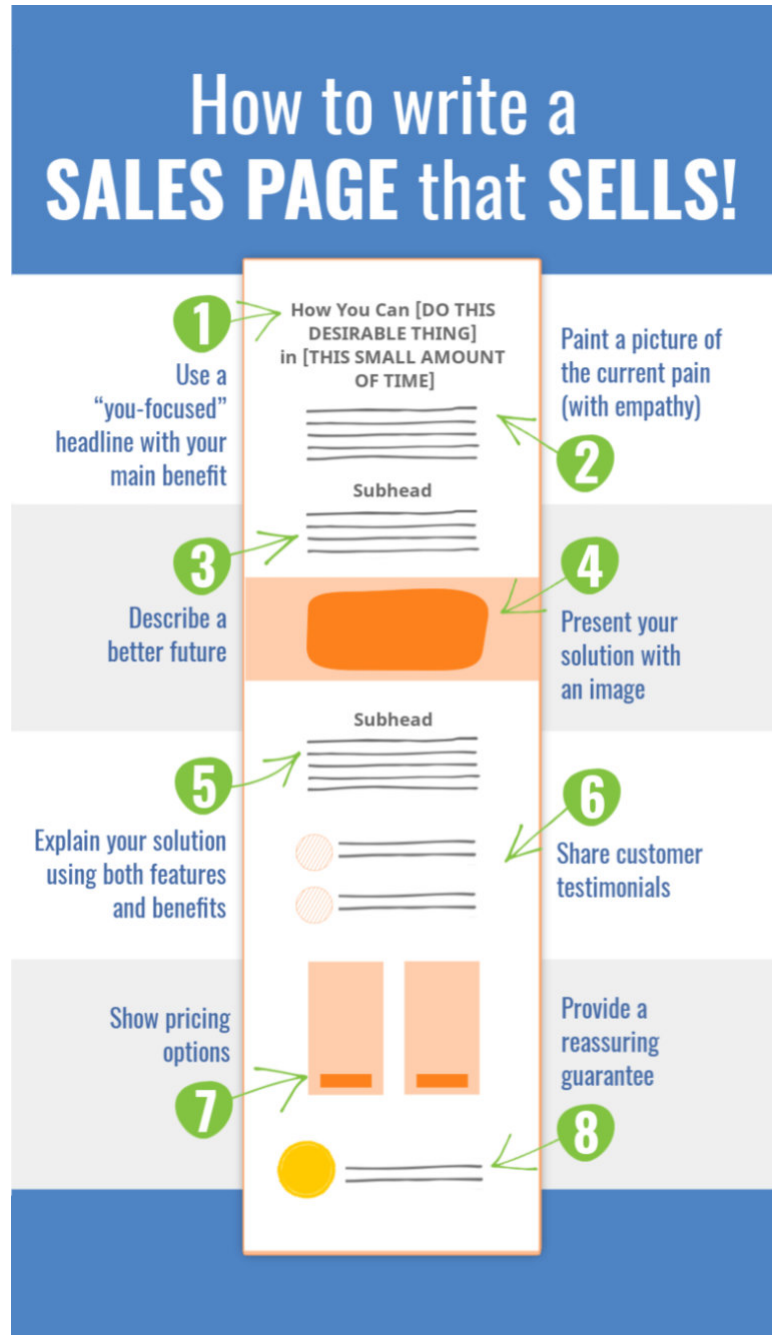 How to write a
SALES PAGE that SELLS!
1
How You Can [DO THIS
DESIRABLE THING]
in [THIS SMALL AMOUNT
OF TIME]
Use a
“you-focused”
headline with your
main benefit
Paint a picture of
the current pain
(with empathy)
2
Subhead
3
Describe a
better future
4
Present your
solution with
an image
Subhead
5
Explain your solution
using both features
and benefits
6
Share customer
testimonials
Show pricing
options
7
Provide a
reassuring
guarantee
8